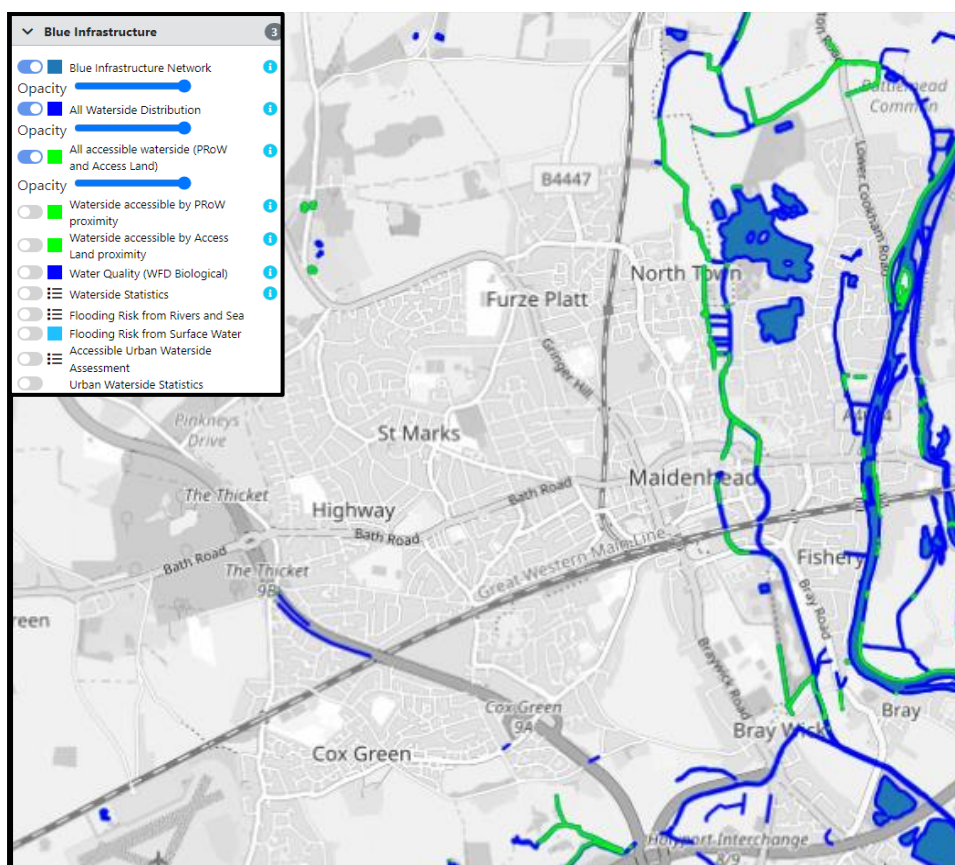 Blue Infrastructure
3
Blue Infrastructure Network
Opacity
All Waterside Distribution
Opacity
All accessible waterside (PRoW
and Access Land)
Opacity
Waterside accessible by PRoW
proximity
Waterside accessible by Access
Land proximity
Water Quality (WFD Biological)
Waterside Statistics
Flooding Risk from Rivers and Sea
Flooding Risk from Surface Water
Accessible Urban Waterside
Assessment
Urban Waterside Statistics
Road
Battlemead
Common
B4447
Lower Cookham Road
North Town
Furze Platt
Gringer Hill
Pinkneys
Drive
St Marks
The Thicket
Maidenhead
Bath Road
Highway
Bath Road
Bath Road
Great Western Main Line
The Thicket
9B
Fishery
reen
Bray Road
Braywick Road
Cox Green
9A
Bray
Bray Wick
Cox Green
Holyport Interchange
8/9